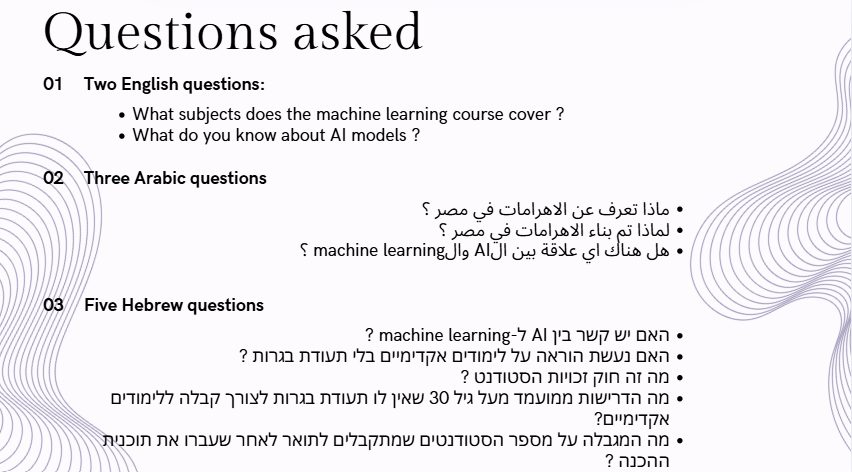 Questions asked
01 Two English questions:
• What subjects does the machine learning course cover ?
• What do you know about AI models ?
02 Three Arabic questions
• ماذا تعرف عن الاهرامات في مصر ؟
• لماذا تم بناء الاهرامات في مصر ؟
• هل هناك اي علاقة بين الAI والmachine learning ؟
03 Five Hebrew questions
• האם יש קשר בין AI ל-machine learning ?
• האם נעשת הוראה על לימודים אקדמיים בלי תעודת בגרות ?
• מה זה חוק זכויות הסטודנט ?
• מה הדרישות ממועמד מעל גיל 30 שאין לו תעודת בגרות לצורך קבלה ללימודים
אקדמיים?
• מה המגבלה על מספר הסטודנטים שמתקבלים לתואר לאחר שעברו את תוכנית
ההכנה ?